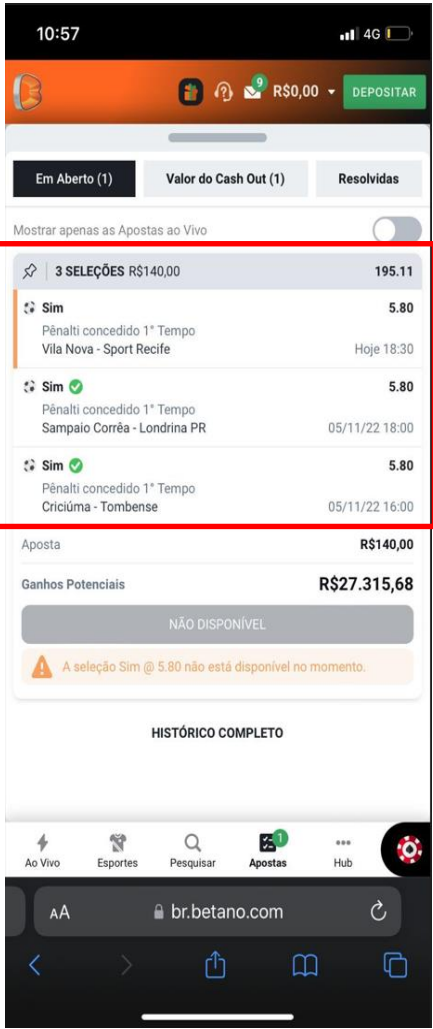 10:57 4G
9 R$0,00 DEPOSITAR
Em Aberto (1) Valor do Cash Out (1) Resolvidas
Mostrar apenas as Apostas ao Vivo
3 SELEÇÕES R$140,00 195.11
Sim 5.80
Pênalti concedido 1° Tempo
Vila Nova - Sport Recife Hoje 18:30
Sim 5.80
Pênalti concedido 1° Tempo
Sampaio Corrêa - Londrina PR 05/11/22 18:00
Sim 5.80
Pênalti concedido 1° Tempo
Criciúma - Tombense 05/11/22 16:00
Aposta R$140,00
Ganhos Potenciais R$27.315,68
NÃO DISPONÍVEL
A seleção Sim @ 5.80 não está disponível no momento.
HISTÓRICO COMPLETO
1
Ao Vivo Esportes Pesquisar Apostas Hub
AA br.betano.com